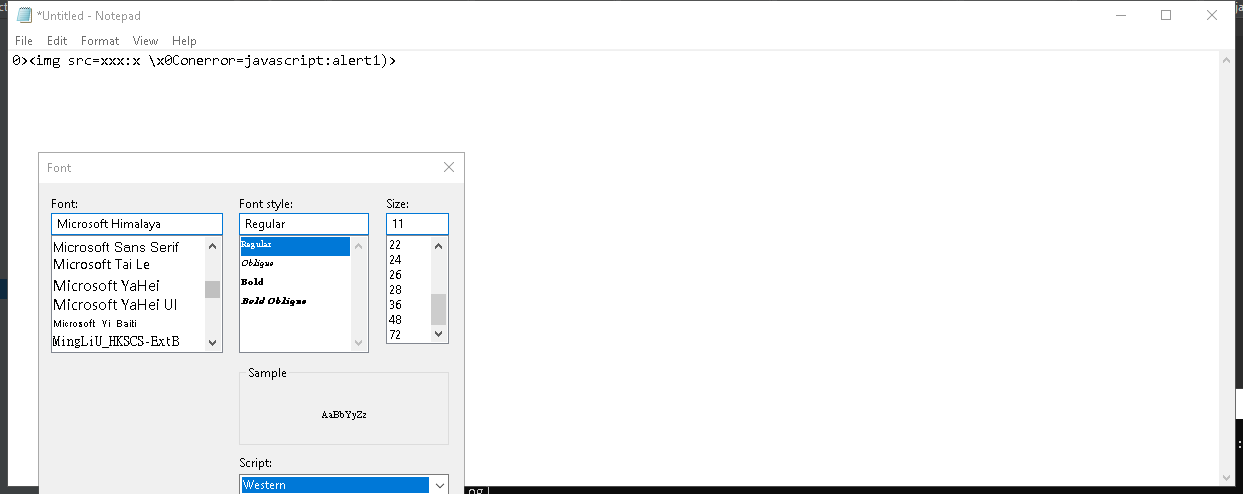 *Untitled - Notepad
File Edit Format View Help
0><img src=xxx:x \x0Conerror=javascript:alert1)>
Font
Font:
Microsoft Himalaya
Microsoft Sans Serif
Microsoft Tai Le
Microsoft YaHei
Microsoft YaHei UI
Microsoft Yi Baiti
MingLiU_HKSCS-ExtB
Font style:
Regular
Regular
Oblique
Bold
Bold Oblique
Size:
11
22
24
26
28
36
48
72
Sample
AaBbYyZz
Script:
Western